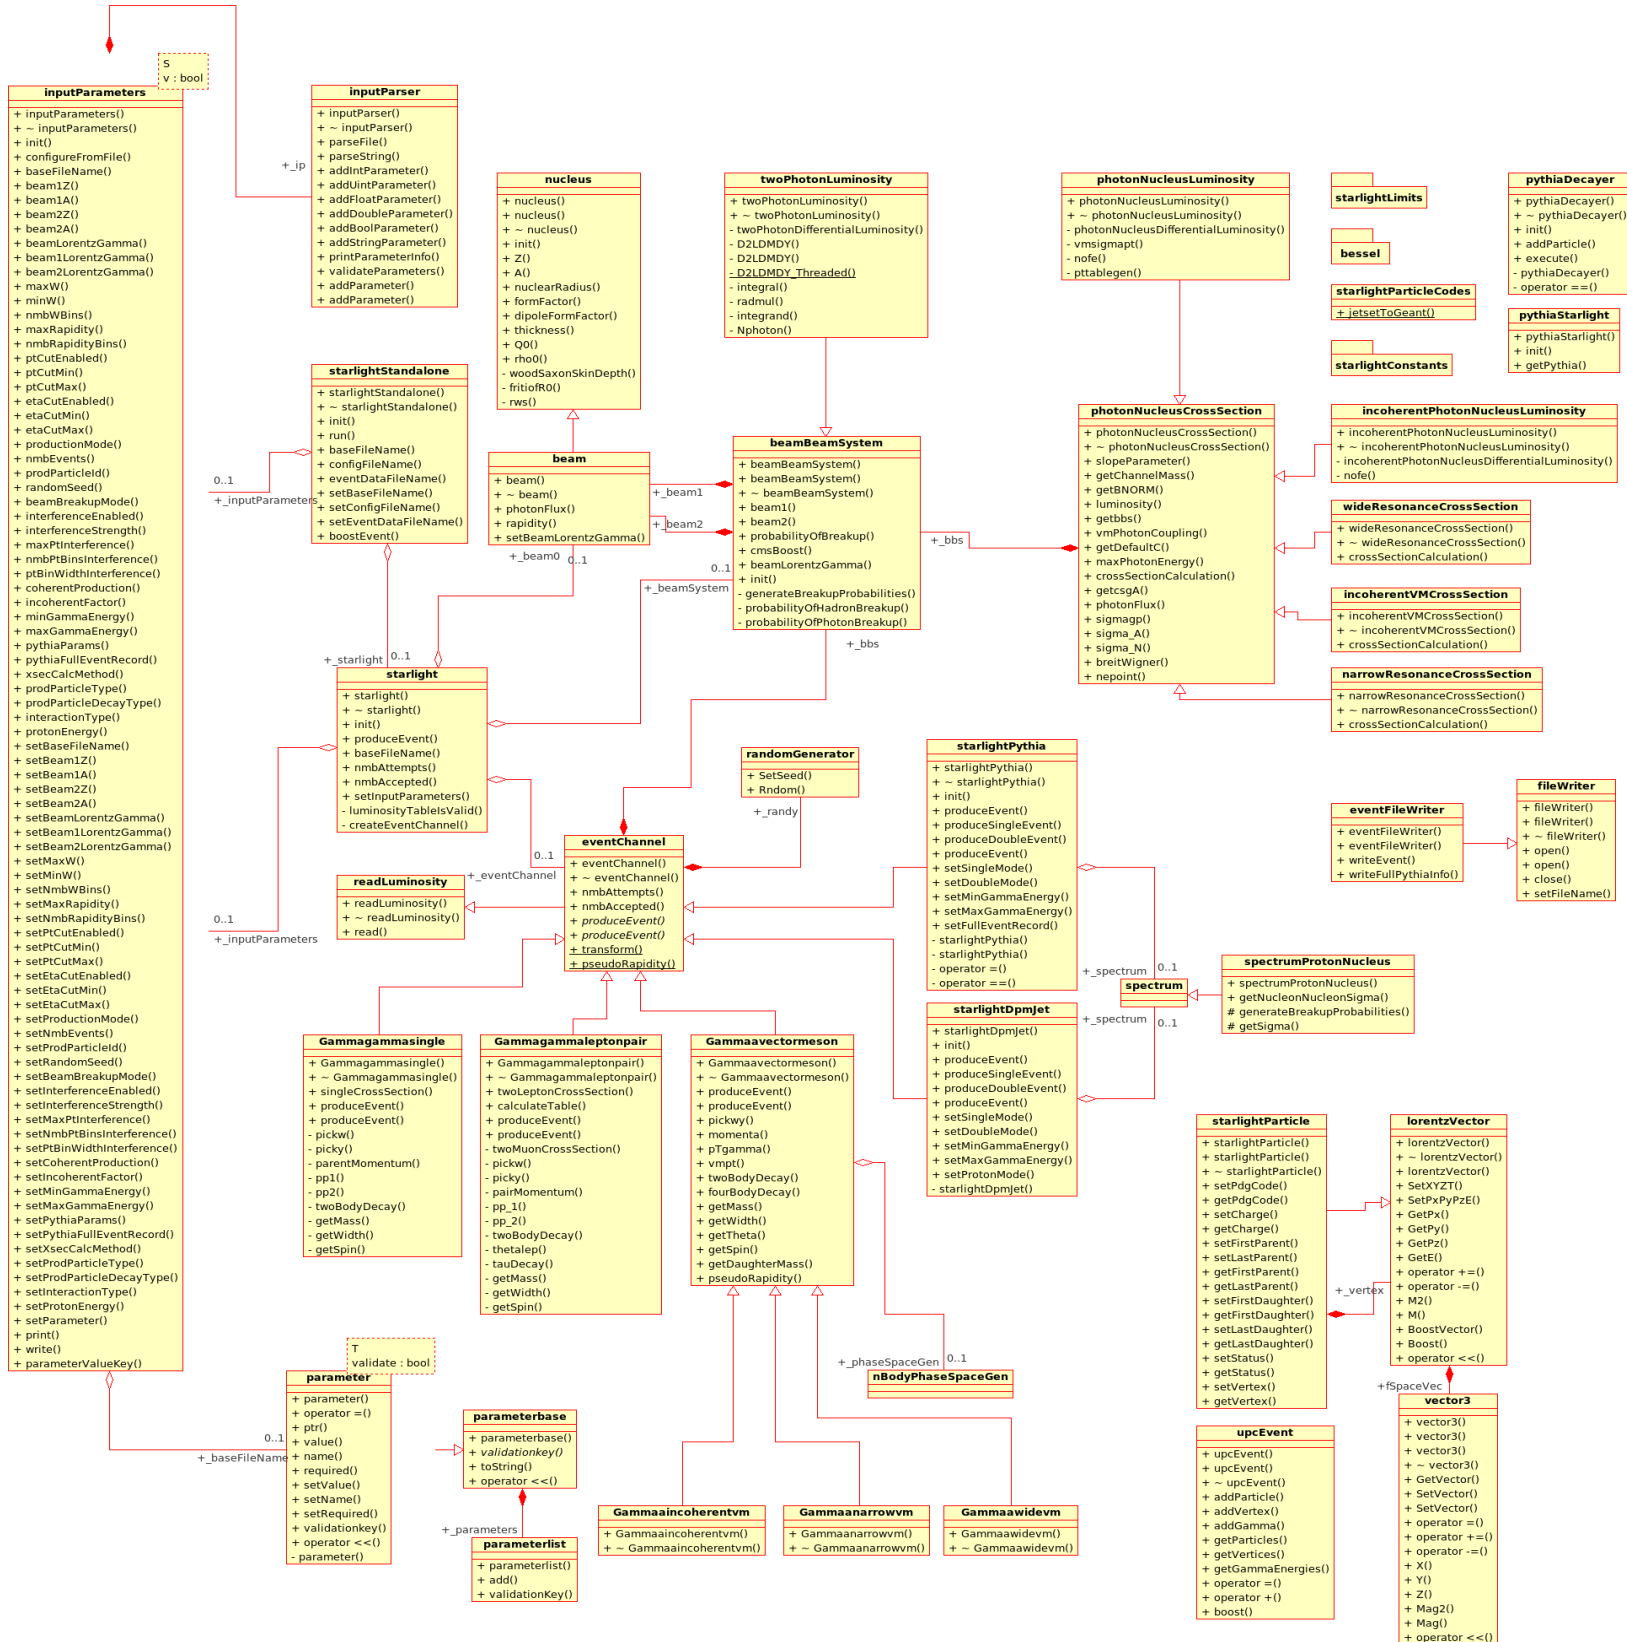 S
v : bool
inputParameters
+ inputParameters()
+ ~ inputParameters()
+ init()
+ configureFromFile()
+ baseFileName()
+ beam1Z()
+ beam1A()
+ beam2Z()
+ beam2A()
+ beamLorentzGamma()
+ beam1LorentzGamma()
+ beam2LorentzGamma()
+ maxW()
+ minW()
+ nmbWBins()
+ maxRapidity()
+ nmbRapidityBins()
+ ptCutEnabled()
+ ptCutMin()
+ ptCutMax()
+ etaCutEnabled()
+ etaCutMin()
+ etaCutMax()
+ productionMode()
+ nmbEvents()
+ prodParticleId()
+ randomSeed()
+ beamBreakupMode()
+ interferenceEnabled()
+ interferenceStrength()
+ maxPtInterference()
+ nmbPtBinsInterference()
+ ptBinWidthInterference()
+ coherentProduction()
+ incoherentFactor()
+ minGammaEnergy()
+ maxGammaEnergy()
+ pythiaParams()
+ pythiaFullEventRecord()
+ xsecCalcMethod()
+ prodParticleType()
+ prodParticleDecayType()
+ interactionType()
+ protonEnergy()
+ setBaseFileName()
+ setBeam1Z()
+ setBeam1A()
+ setBeam2Z()
+ setBeam2A()
+ setBeamLorentzGamma()
+ setBeam1LorentzGamma()
+ setBeam2LorentzGamma()
+ setMaxW()
+ setMinW()
+ setNmbWBins()
+ setMaxRapidity()
+ setNmbRapidityBins()
+ setPtCutEnabled()
+ setPtCutMin()
+ setPtCutMax()
+ setEtaCutEnabled()
+ setEtaCutMin()
+ setEtaCutMax()
+ setProductionMode()
+ setNmbEvents()
+ setProdParticleId()
+ setRandomSeed()
+ setBeamBreakupMode()
+ setInterferenceEnabled()
+ setInterferenceStrength()
+ setMaxPtInterference()
+ setNmbPtBinsInterference()
+ setPtBinWidthInterference()
+ setCoherentProduction()
+ setIncoherentFactor()
+ setMinGammaEnergy()
+ setMaxGammaEnergy()
+ setPythiaParams()
+ setPythiaFullEventRecord()
+ setXsecCalcMethod()
+ setProdParticleType()
+ setProdParticleDecayType()
+ setInteractionType()
+ setProtonEnergy()
+ setParameter()
+ print()
+ write()
+ parameterValueKey()
+_ip
inputParser
+ inputParser()
+ ~ inputParser()
+ parseFile()
+ parseString()
+ addIntParameter()
+ addUintParameter()
+ addFloatParameter()
+ addDoubleParameter()
+ addBoolParameter()
+ addStringParameter()
+ printParameterInfo()
+ validateParameters()
+ addParameter()
+ addParameter()
starlightStandalone
+ starlightStandalone()
+ ~ starlightStandalone()
+ init()
+ run()
+ baseFileName()
+ configFileName()
+ eventDataFileName()
+ setBaseFileName()
+ setConfigFileName()
+ setEventDataFileName()
+ boostEvent()
0..1
+_inputParameters
nucleus
+ nucleus()
+ nucleus()
+ ~ nucleus()
+ init()
+ Z()
+ A()
+ nuclearRadius()
+ formFactor()
+ dipoleFormFactor()
+ thickness()
+ Q0()
+ rho0()
- woodSaxonSkinDepth()
- fritiofR0()
- rws()
beam
+ beam()
+ ~ beam()
+ photonFlux()
+ rapidity()
+ setBeamLorentzGamma()
+_beam1
+_beam2
+_beam0
0..1
twoPhotonLuminosity
+ twoPhotonLuminosity()
+ ~ twoPhotonLuminosity()
- twoPhotonDifferentialLuminosity()
- D2LDMDY()
- D2LDMDY()
- D2LDMDY_Threaded()
- integral()
- radmul()
- integrand()
- Nphoton()
beamBeamSystem
+ beamBeamSystem()
+ beamBeamSystem()
+ ~ beamBeamSystem()
+ beam1()
+ beam2()
+ probabilityOfBreakup()
+ cmsBoost()
+ beamLorentzGamma()
+ init()
- generateBreakupProbabilities()
- probabilityOfHadronBreakup()
- probabilityOfPhotonBreakup()
0..1
+_beamSystem
+_bbs
+_bbs
photonNucleusLuminosity
+ photonNucleusLuminosity()
+ ~ photonNucleusLuminosity()
- photonNucleusDifferentialLuminosity()
- vmsigmapt()
- nofe()
- pttablegen()
starlightLimits
bessel
starlightParticleCodes
+ jetsetToGeant()
starlightConstants
pythiaDecayer
+ pythiaDecayer()
+ ~ pythiaDecayer()
+ init()
+ addParticle()
+ execute()
- pythiaDecayer()
- operator ==()
pythiaStarlight
+ pythiaStarlight()
+ init()
+ getPythia()
photonNucleusCrossSection
+ photonNucleusCrossSection()
+ ~ photonNucleusCrossSection()
+ slopeParameter()
+ getChannelMass()
+ getBNORM()
+ luminosity()
+ getbbs()
+ vmPhotonCoupling()
+ getDefaultC()
+ maxPhotonEnergy()
+ crossSectionCalculation()
+ getcsgA()
+ photonFlux()
+ sigmagp()
+ sigma_A()
+ sigma_N()
+ breitWigner()
+ nepoint()
incoherentPhotonNucleusLuminosity
+ incoherentPhotonNucleusLuminosity()
+ ~ incoherentPhotonNucleusLuminosity()
- incoherentPhotonNucleusDifferentialLuminosity()
- nofe()
wideResonanceCrossSection
+ wideResonanceCrossSection()
+ ~ wideResonanceCrossSection()
+ crossSectionCalculation()
incoherentVMCrossSection
+ incoherentVMCrossSection()
+ ~ incoherentVMCrossSection()
+ crossSectionCalculation()
narrowResonanceCrossSection
+ narrowResonanceCrossSection()
+ ~ narrowResonanceCrossSection()
+ crossSectionCalculation()
+_starlight
0..1
starlight
+ starlight()
+ ~ starlight()
+ init()
+ produceEvent()
+ baseFileName()
+ nmbAttempts()
+ nmbAccepted()
+ setInputParameters()
- luminosityTableIsValid()
- createEventChannel()
0..1
+_inputParameters
0..1
+_eventChannel
readLuminosity
+ readLuminosity()
+ ~ readLuminosity()
+ read()
randomGenerator
+ SetSeed()
+ Rndom()
+_randy
eventChannel
+ eventChannel()
+ ~ eventChannel()
+ nmbAttempts()
+ nmbAccepted()
+ produceEvent()
+ produceEvent()
+ transform()
+ pseudoRapidity()
starlightPythia
+ starlightPythia()
+ ~ starlightPythia()
+ init()
+ produceEvent()
+ produceSingleEvent()
+ produceDoubleEvent()
+ produceEvent()
+ setSingleMode()
+ setDoubleMode()
+ setMinGammaEnergy()
+ setMaxGammaEnergy()
+ setFullEventRecord()
- starlightPythia()
- starlightPythia()
- operator =()
- operator ==()
eventFileWriter
+ eventFileWriter()
+ eventFileWriter()
+ writeEvent()
+ writeFullPythiaInfo()
fileWriter
+ fileWriter()
+ fileWriter()
+ ~ fileWriter()
+ open()
+ open()
+ close()
+ setFileName()
+_spectrum
0..1
spectrum
+_spectrum
0..1
spectrumProtonNucleus
+ spectrumProtonNucleus()
+ getNucleonNucleonSigma()
# generateBreakupProbabilities()
# getSigma()
starlightDpmJet
+ starlightDpmJet()
+ init()
+ produceEvent()
+ produceSingleEvent()
+ produceDoubleEvent()
+ produceEvent()
+ setSingleMode()
+ setDoubleMode()
+ setMinGammaEnergy()
+ setMaxGammaEnergy()
+ setProtonMode()
- starlightDpmJet()
Gammagammasingle
+ Gammagammasingle()
+ ~ Gammagammasingle()
+ singleCrossSection()
+ produceEvent()
+ produceEvent()
- pickw()
- picky()
- parentMomentum()
- pp1()
- pp2()
- twoBodyDecay()
- getMass()
- getWidth()
- getSpin()
Gammagammaleptonpair
+ Gammagammaleptonpair()
+ ~ Gammagammaleptonpair()
+ twoLeptonCrossSection()
+ calculateTable()
+ produceEvent()
+ produceEvent()
- twoMuonCrossSection()
- pickw()
- picky()
- pairMomentum()
- pp_1()
- pp_2()
- twoBodyDecay()
- thetalep()
- tauDecay()
- getMass()
- getWidth()
- getSpin()
Gammaavectormeson
+ Gammaavectormeson()
+ ~ Gammaavectormeson()
+ produceEvent()
+ produceEvent()
+ pickwy()
+ momenta()
+ pTgamma()
+ vmpt()
+ twoBodyDecay()
+ fourBodyDecay()
+ getMass()
+ getWidth()
+ getTheta()
+ getSpin()
+ getDaughterMass()
+ pseudoRapidity()
starlightParticle
+ starlightParticle()
+ starlightParticle()
+ ~ starlightParticle()
+ setPdgCode()
+ getPdgCode()
+ setCharge()
+ getCharge()
+ setFirstParent()
+ setLastParent()
+ getFirstParent()
+ getLastParent()
+ setFirstDaughter()
+ getFirstDaughter()
+ setLastDaughter()
+ getLastDaughter()
+ setStatus()
+ getStatus()
+ setVertex()
+ getVertex()
+_vertex
lorentzVector
+ lorentzVector()
+ ~ lorentzVector()
+ lorentzVector()
+ SetXYZT()
+ SetPxPyPzE()
+ GetPx()
+ GetPy()
+ GetPz()
+ GetE()
+ operator +=()
+ operator -=()
+ M2()
+ M()
+ BoostVector()
+ Boost()
+ operator <<()
+fSpaceVec
vector3
+ vector3()
+ vector3()
+ vector3()
+ ~ vector3()
+ GetVector()
+ SetVector()
+ SetVector()
+ operator =()
+ operator +=()
+ operator -=()
+ X()
+ Y()
+ Z()
+ Mag2()
+ Mag()
+ operator <<()
upcEvent
+ upcEvent()
+ upcEvent()
+ ~ upcEvent()
+ addParticle()
+ addVertex()
+ addGamma()
+ getParticles()
+ getVertices()
+ getGammaEnergies()
+ operator =()
+ operator +()
+ boost()
T
validate : bool
parameter
+ parameter()
+ operator =()
+ ptr()
+ value()
+ name()
+ required()
+ setValue()
+ setName()
+ setRequired()
+ validationkey()
+ operator <<()
- parameter()
0..1
+_baseFileName
parameterbase
+ parameterbase()
+ validationkey()
+ toString()
+ operator <<()
+_parameters
parameterlist
+ parameterlist()
+ add()
+ validationKey()
+_phaseSpaceGen
0..1
nBodyPhaseSpaceGen
Gammaaincoherentvm
+ Gammaaincoherentvm()
+ ~ Gammaaincoherentvm()
Gammaanarrowvm
+ Gammaanarrowvm()
+ ~ Gammaanarrowvm()
Gammaawidevm
+ Gammaawidevm()
+ ~ Gammaawidevm()